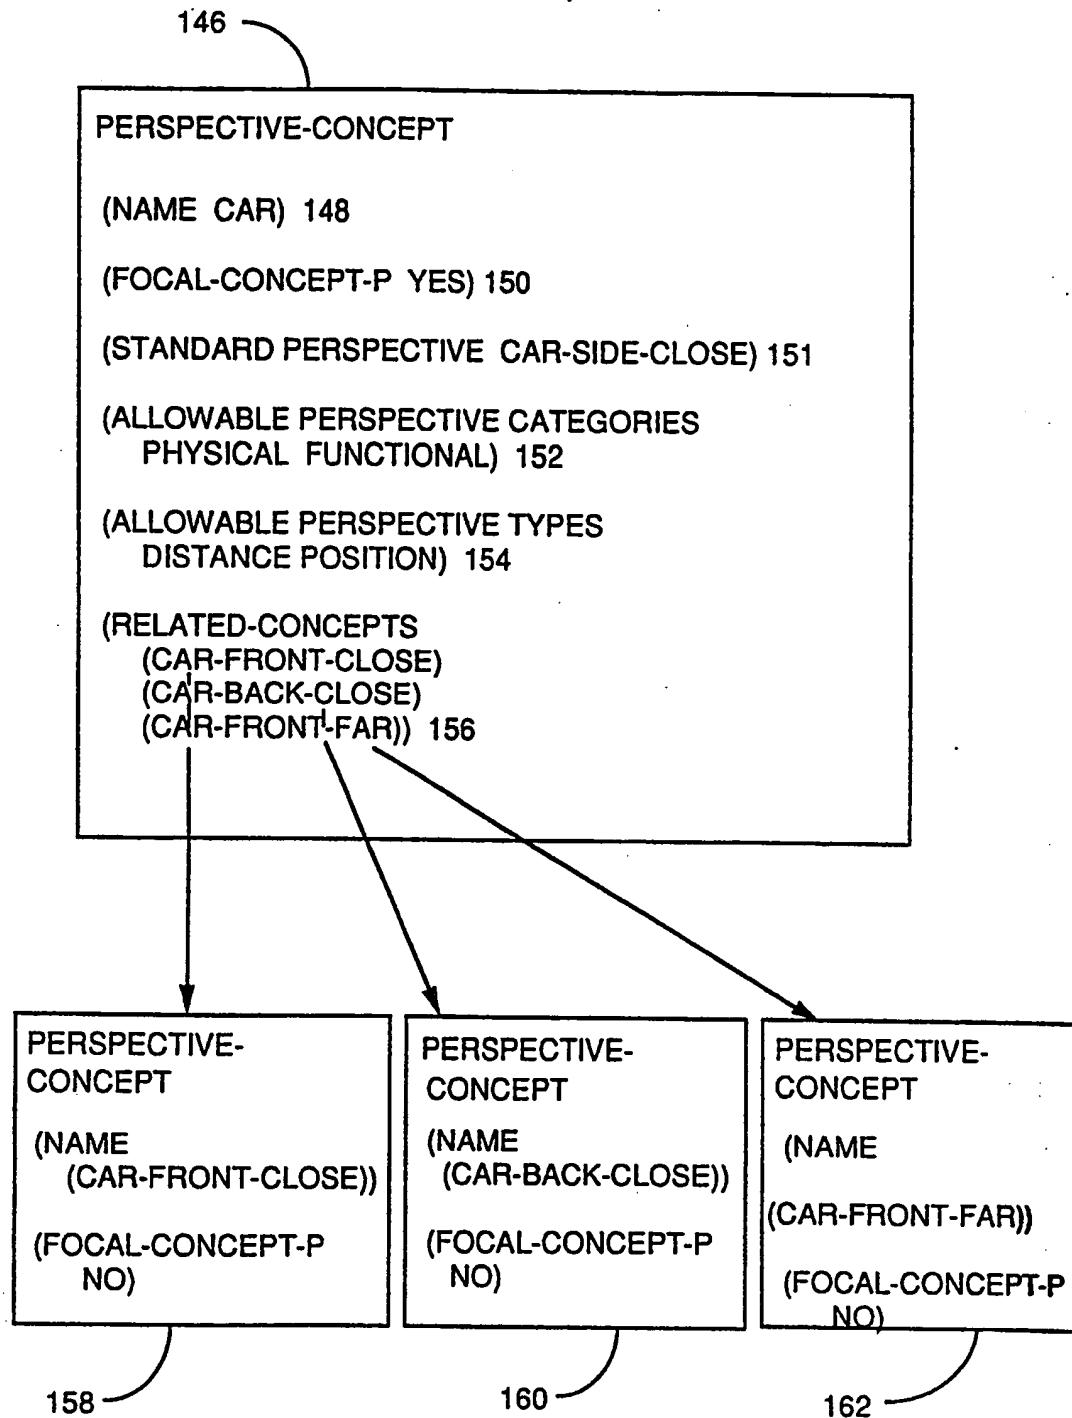 146
PERSPECTIVE-CONCEPT
(NAME CAR) 148
(FOCAL-CONCEPT-P YES) 150
(STANDARD PERSPECTIVE CAR-SIDE-CLOSE) 151
(ALLOWABLE PERSPECTIVE CATEGORIES
PHYSICAL FUNCTIONAL) 152
(ALLOWABLE PERSPECTIVE TYPES
DISTANCE POSITION) 154
(RELATED-CONCEPTS
(CAR-FRONT-CLOSE)
(CAR-BACK-CLOSE)
(CAR-FRONT-FAR)) 156
PERSPECTIVE-
CONCEPT
(NAME
(CAR-FRONT-CLOSE))
(FOCAL-CONCEPT-P
NO)
158
PERSPECTIVE-
CONCEPT
(NAME
(CAR-BACK-CLOSE))
(FOCAL-CONCEPT-P
NO)
160
PERSPECTIVE-
CONCEPT
(NAME
(CAR-FRONT-FAR))
(FOCAL-CONCEPT-P
NO)
162